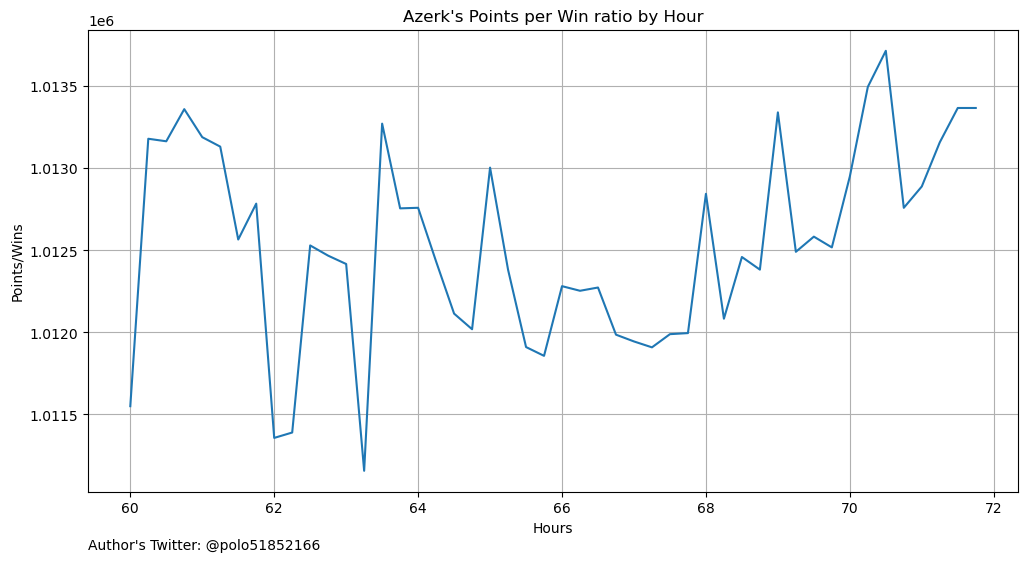 Azerk's Points per Win ratio by Hour
1e6
1.0135
1.0130
1.0125
1.0120
1.0115
Points/Wins
60 62 64 66 68 70 72
Hours
Author's Twitter: @polo51852166